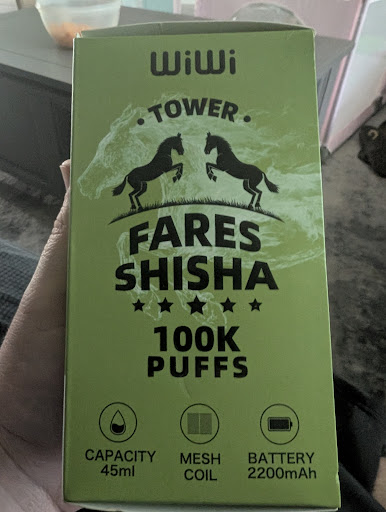 WiWi
• TOWER •
FARES
SHISHA
100K
PUFFS
CAPACITY
45ml
MESH
COIL
BATTERY
2200mAh